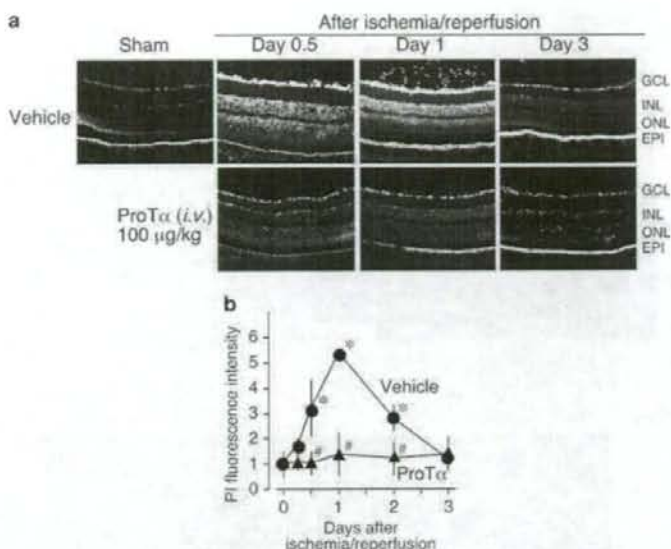 a
After ischemia/reperfusion
Sham Day 0.5 Day 1 Day 3
Vehicle
GCL
INL
ONL
EPI
ProTα (i.v.)
100 μg/kg
GCL
INL
ONL
EPI
b
PI fluorescence intensity
6
5
4
3
2
1
0
*
*
*
Vehicle
#
#
#
ProTα
0 1 2 3
Days after
ischemia/reperfusion